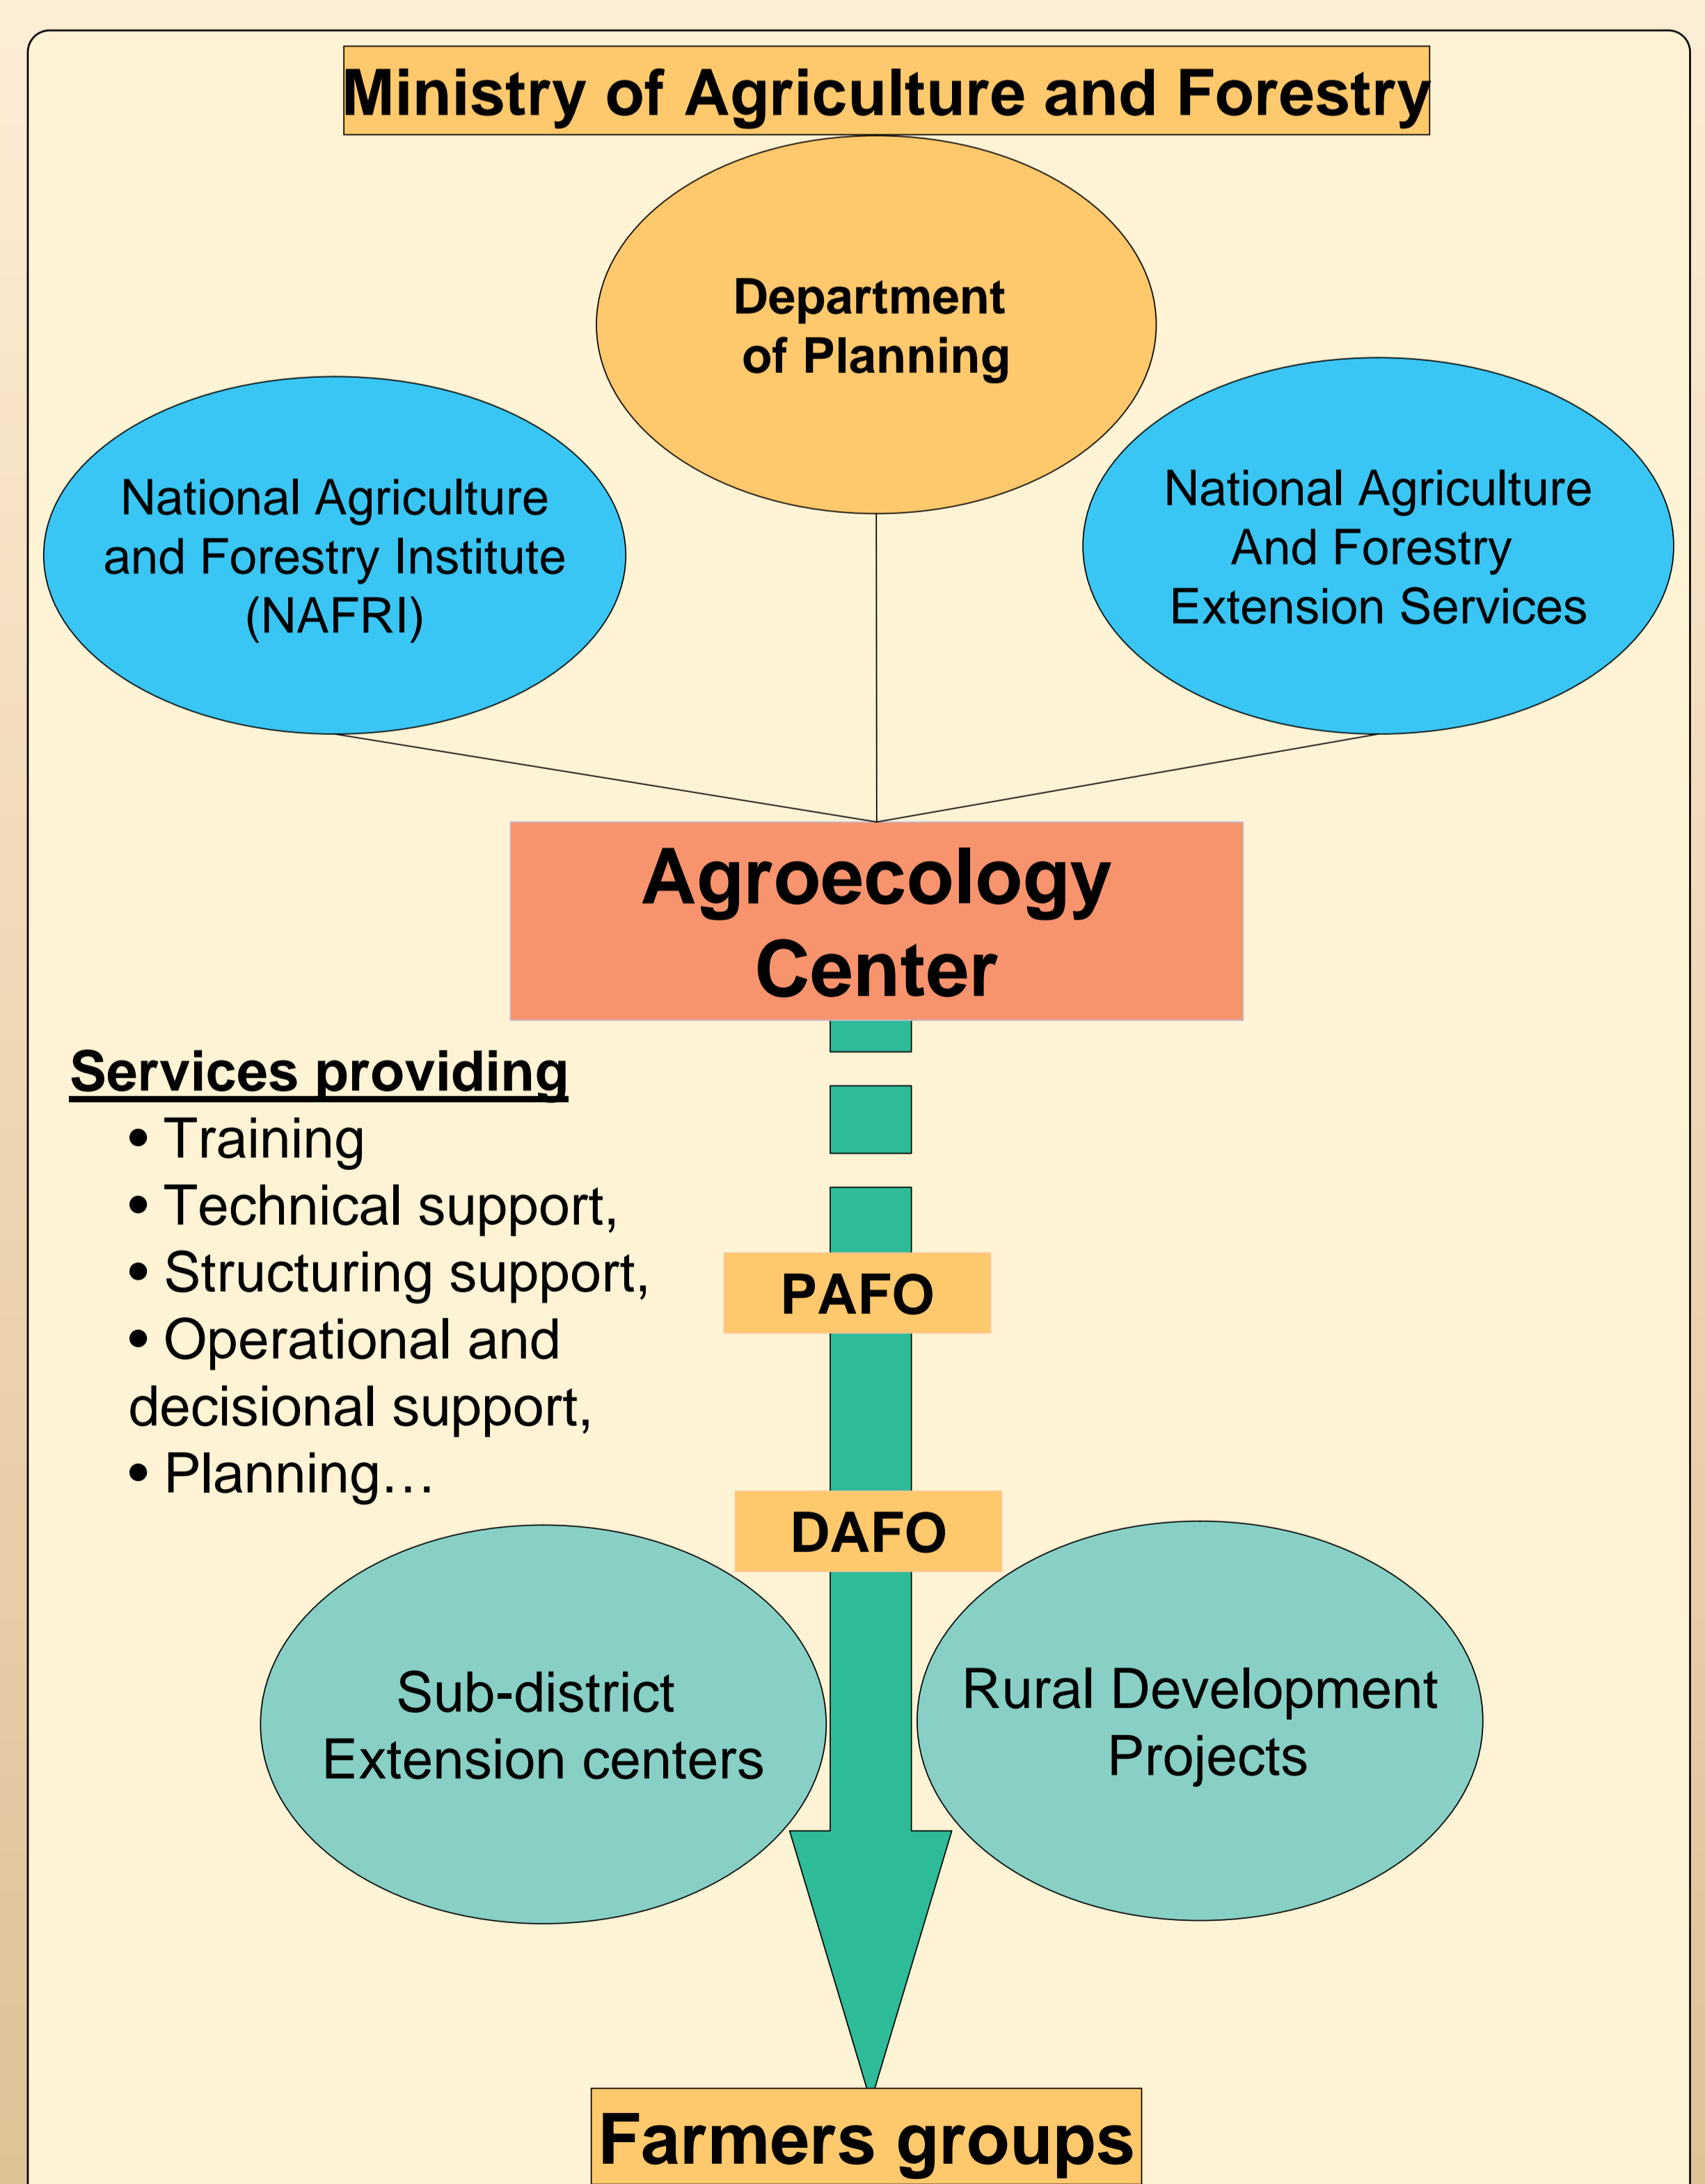 Ministry of Agriculture and Forestry
Department
of Planning
National Agriculture
and Forestry Institute
(NAFRI)
National Agriculture
And Forestry
Extension Services
Agroecology
Center
Services providing
• Training
• Technical support,
• Structuring support,
• Operational and
decisional support,
• Planning…
PAFO
DAFO
Sub-district
Extension centers
Rural Development
Projects
Farmers groups